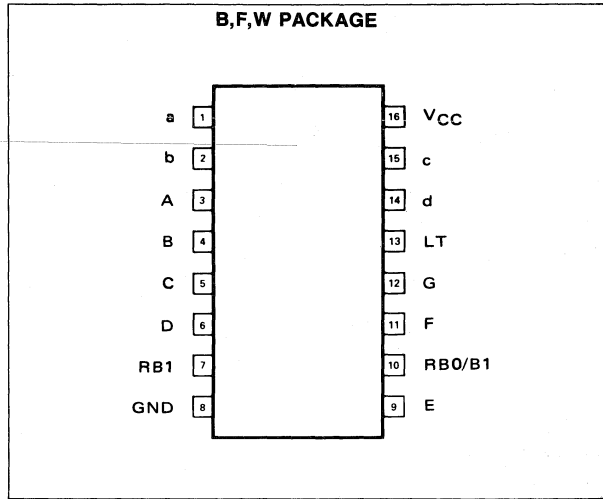 B,F,W PACKAGE
a 1 16 VCC
b 2 15 c
A 3 14 d
B 4 13 LT
C 5 12 G
D 6 11 F
RB1 7 10 RB0/B1
GND 8 9 E